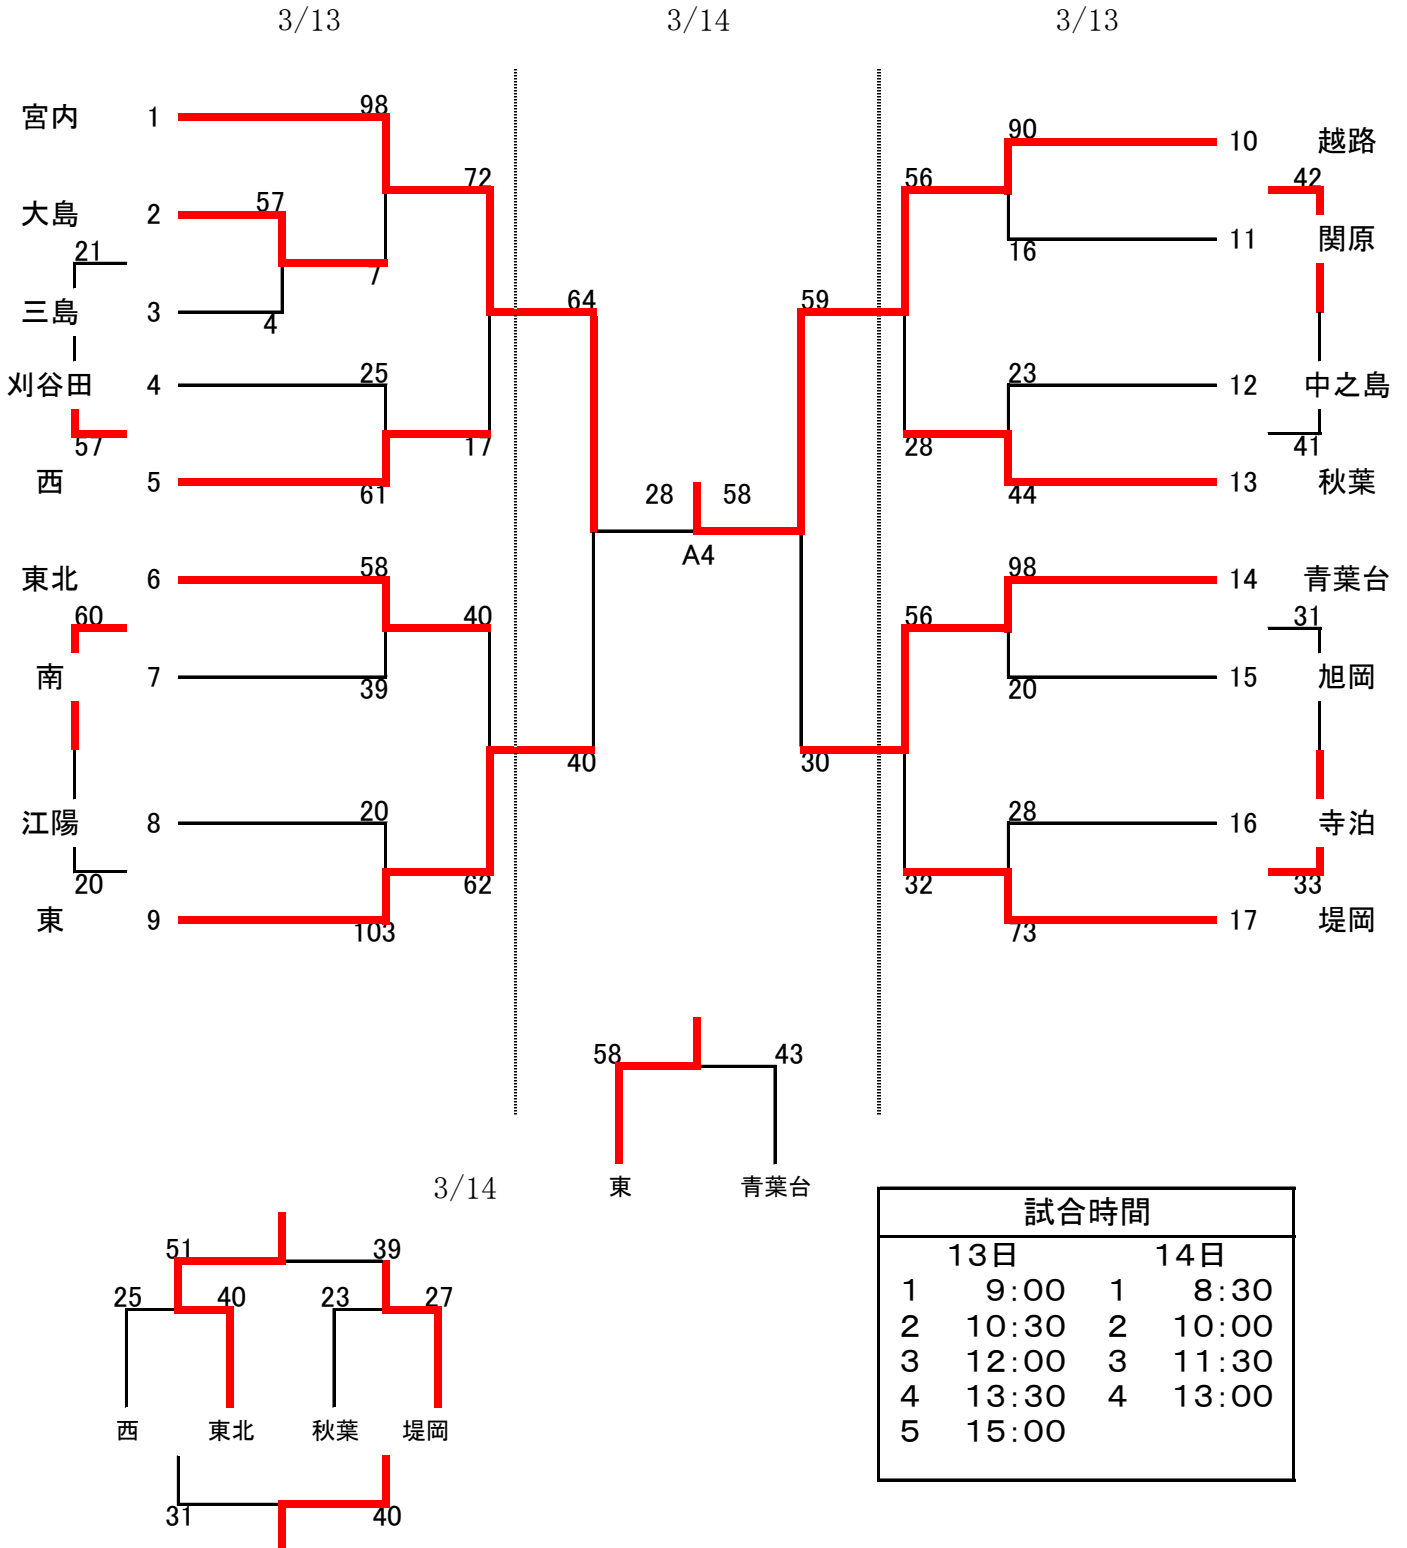 3/13 3/14 3/13
98
宮内 1
90
10 越路
72 56 42
57
大島 2
21 16 11 関原
7
64 59
三島 3
4
25 23
刈谷田 4 12 中之島
57 17 28 41
西 5 61 28 58 44 13 秋葉
A4
58 98
東北 6 14 青葉台
60 40 56 31
南 7 15 旭岡
39 20
40 30
20 28
江陽 8 16 寺泊
20 62 32 33
東 9 17 堤岡
103 73
58 43
東 青葉台
3/14
51 39
25 40 23 27
西 東北 秋葉 堤岡
31 40
試合時間
13日 14日
1 9:00 1 8:30
2 10:30 2 10:00
3 12:00 3 11:30
4 13:30 4 13:00
5 15:00